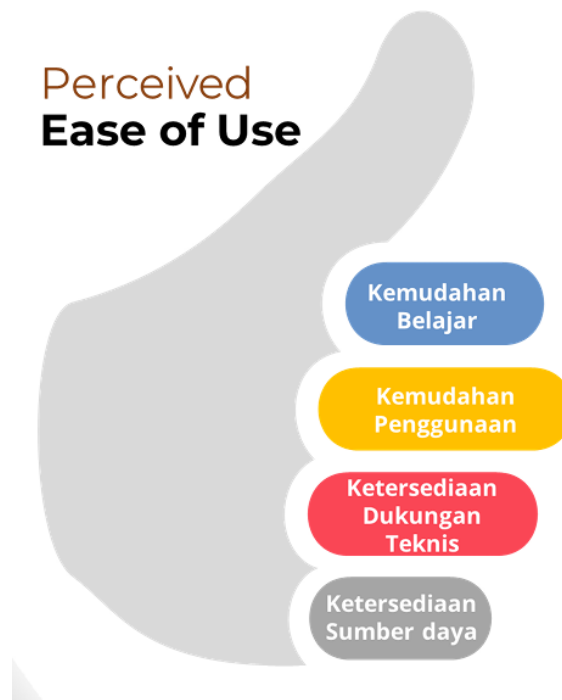 Perceived
Ease of Use
Kemudahan
Belajar
Kemudahan
Penggunaan
Ketersediaan
Dukungan
Teknis
Ketersediaan
Sumber daya